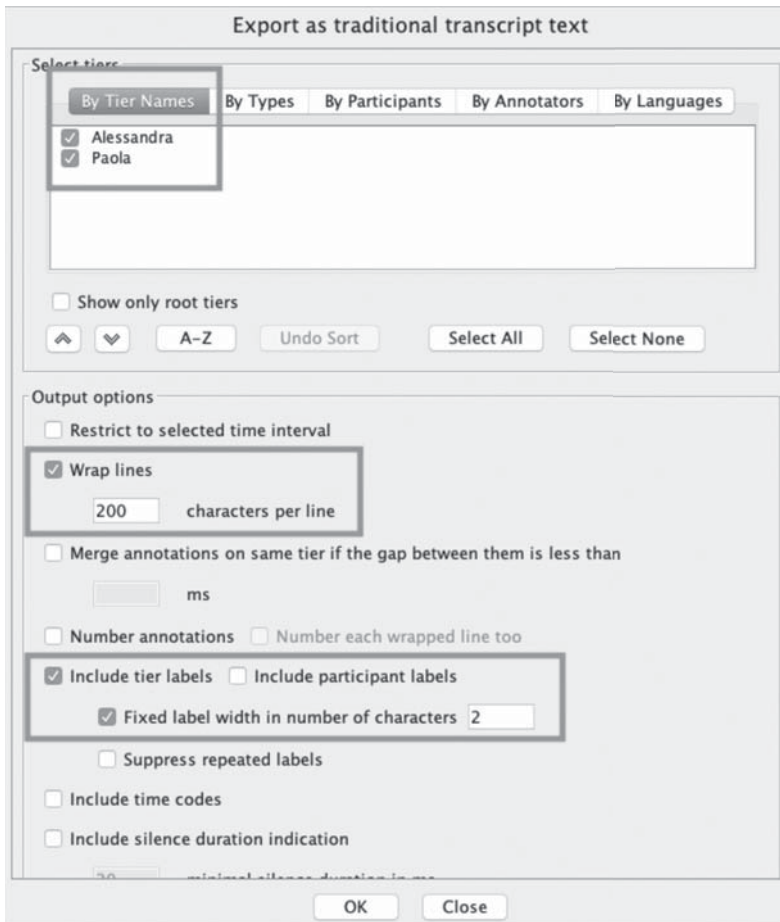 Export as traditional transcript text
Select tiers
By Tier Names By Types By Participants By Annotators By Languages
Alessandra
Paola
Show only root tiers
A-Z Undo Sort Select All Select None
Output options
Restrict to selected time interval
Wrap lines
200 characters per line
Merge annotations on same tier if the gap between them is less than
ms
Number annotations Number each wrapped line too
Include tier labels Include participant labels
Fixed label width in number of characters 2
Suppress repeated labels
Include time codes
Include silence duration indication
20 minimal silence duration in ms
OK Close